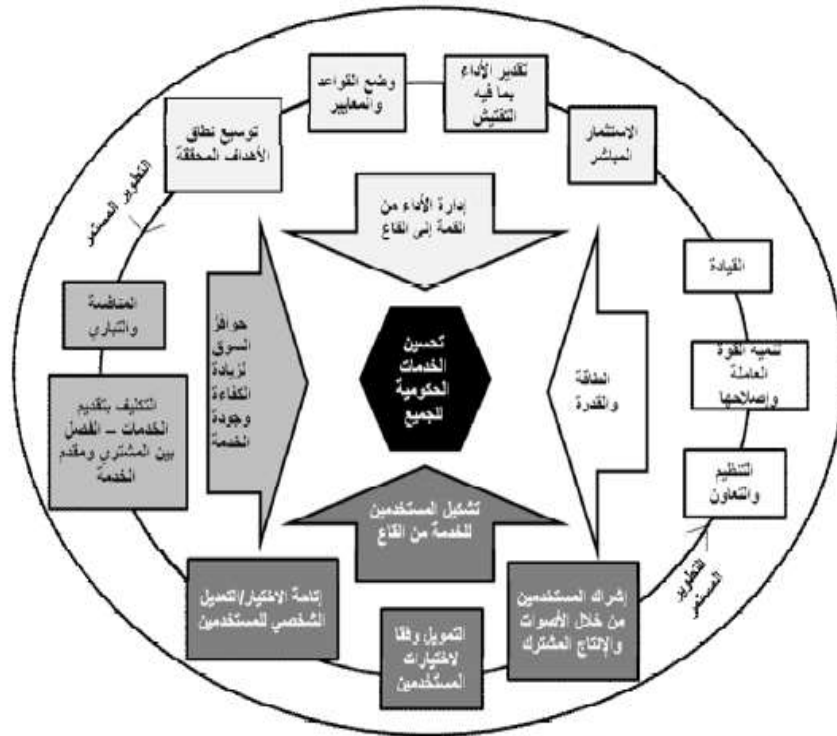 وضع القواعد
والمعايير
تقدير الأداء
بما فيه
التفتيش
الاستثمار
المباشر
توسيع نطاق
الأهداف المحققة
التطوير المستمر
إدارة الأداء من
القمة إلى القاع
القيادة
تنمية القوة
العاملة
وإصلاحها
التنظيم
والتعاون
التطوير
المستمر
الطاقة
والقدرة
تحسين
الخدمات
الحكومية
للجميع
حوافز
السوق
لزيادة
الكفاءة
وجودة
الخدمة
المنافسة
والتباري
التكليف بتقديم
الخدمات – الفصل
بين المشتري ومقدم
الخدمة
تشكيل المستخدمين
للخدمة من القاع
إشراك المستخدمين
من خلال الأصوات
والإنتاج المشترك
التمويل وفقا
لاختيارات
المستخدمين
إتاحة الاختيار/التعديل
الشخصي للمستخدمين